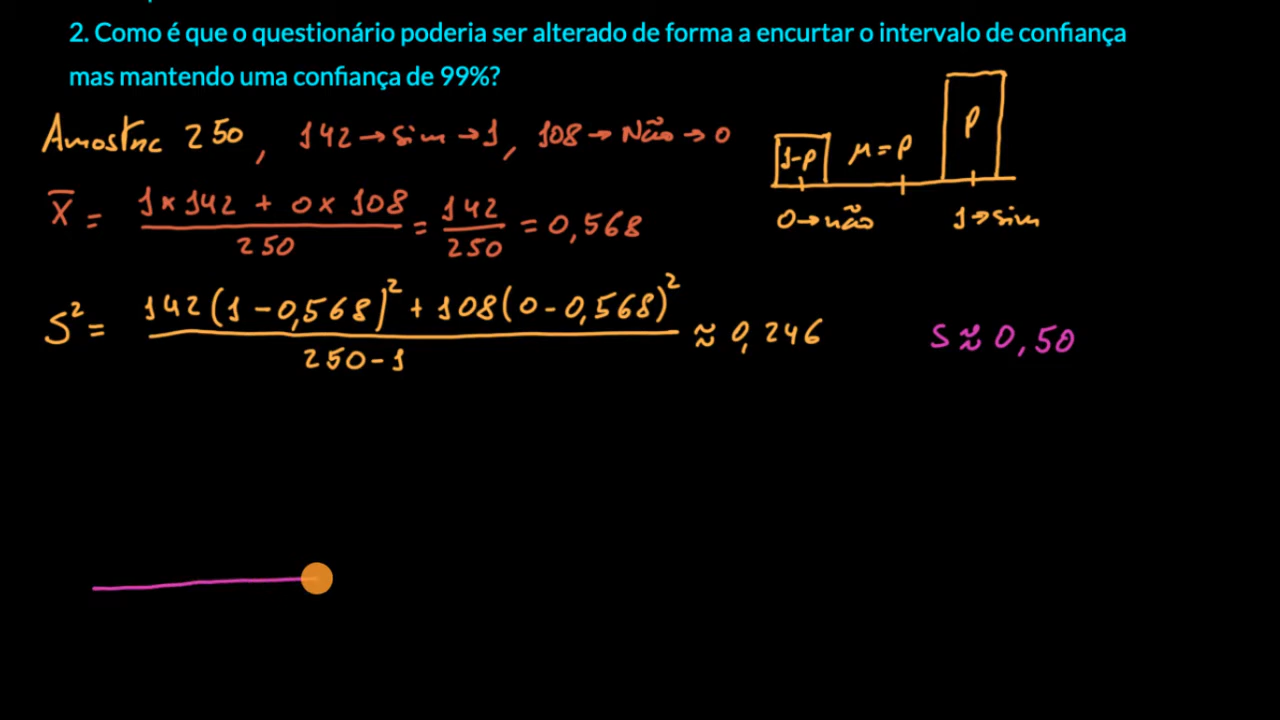 2. Como é que o questionário poderia ser alterado de forma a encurtar o intervalo de confiança
mas mantendo uma confiança de 99%?
Amostra 250, 142 → Sim → 1, 108 → Não → 0
1-p μ = p p
0→não 1→sim
X̅ = (1 × 142 + 0 × 108)/250 = 142/250 = 0,568
S² = (142(1 - 0,568)² + 108(0 - 0,568)²)/(250 - 1) ≈ 0,246 S ≈ 0,50